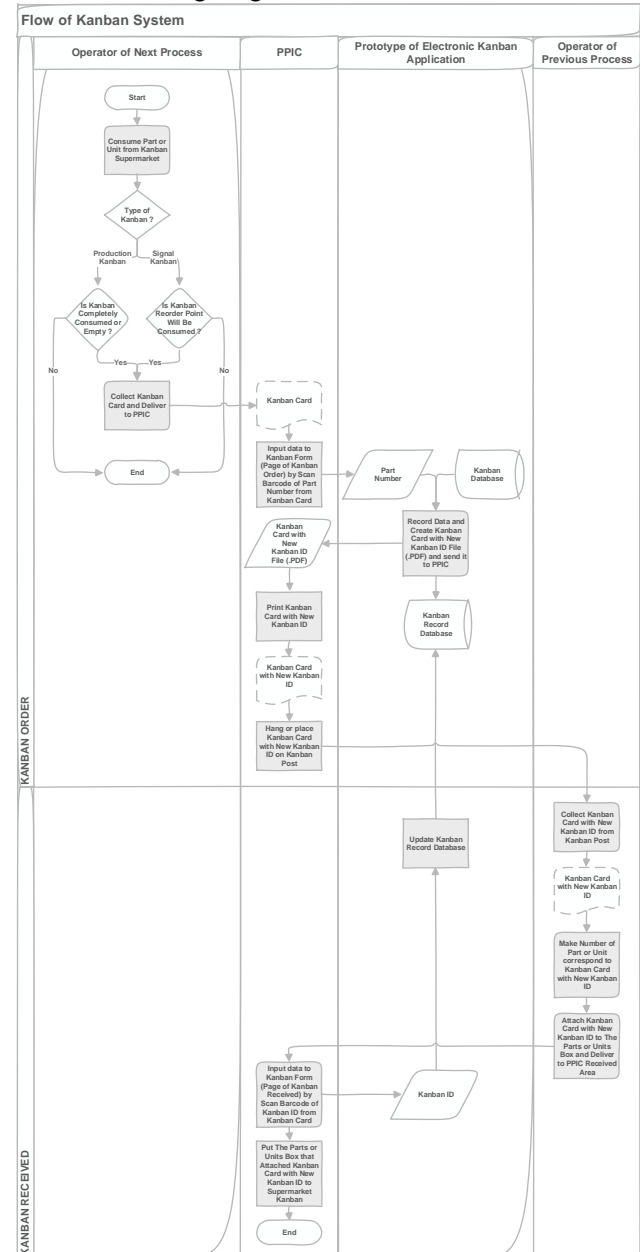 Flow of Kanban System
Operator of Next Process
PPIC
Prototype of Electronic Kanban
Application
Operator of
Previous Process
KANBAN ORDER
Start
Consume Part or
Unit from Kanban
Supermarket
Type of
Kanban ?
Production
Kanban
Signal
Kanban
Is Kanban
Completely
Consumed or
Empty ?
Is Kanban
Reorder Point
Will Be
Consumed ?
No
Yes
Yes
No
Collect Kanban
Card and Deliver
to PPIC
End
Kanban Card
Input data to
Kanban Form
(Page of Kanban
Order) by Scan
Barcode of Part
Number from
Kanban Card
Part
Number
Kanban
Database
Record Data and
Create Kanban
Card with New
Kanban ID File
(.PDF) and send it
to PPIC
Kanban
Card with
New
Kanban ID
File (.PDF)
Kanban
Record
Database
Print Kanban
Card with New
Kanban ID
Kanban Card
with New Kanban
ID
Hang or place
Kanban Card
with New Kanban
ID on Kanban
Post
KANBAN RECEIVED
Collect Kanban
Card with New
Kanban ID from
Kanban Post
Update Kanban
Record Database
Kanban Card
with New Kanban
ID
Make Number of
Part or Unit
correspond to
Kanban Card
with New Kanban
ID
Attach Kanban
Card with New
Kanban ID to The
Parts or Units
Box and Deliver
to PPIC Received
Area
Input data to
Kanban Form
(Page of Kanban
Received) by
Scan Barcode of
Kanban ID from
Kanban Card
Kanban ID
Put The Parts or
Units Box that
Attached Kanban
Card with New
Kanban ID to
Supermarket
Kanban
End